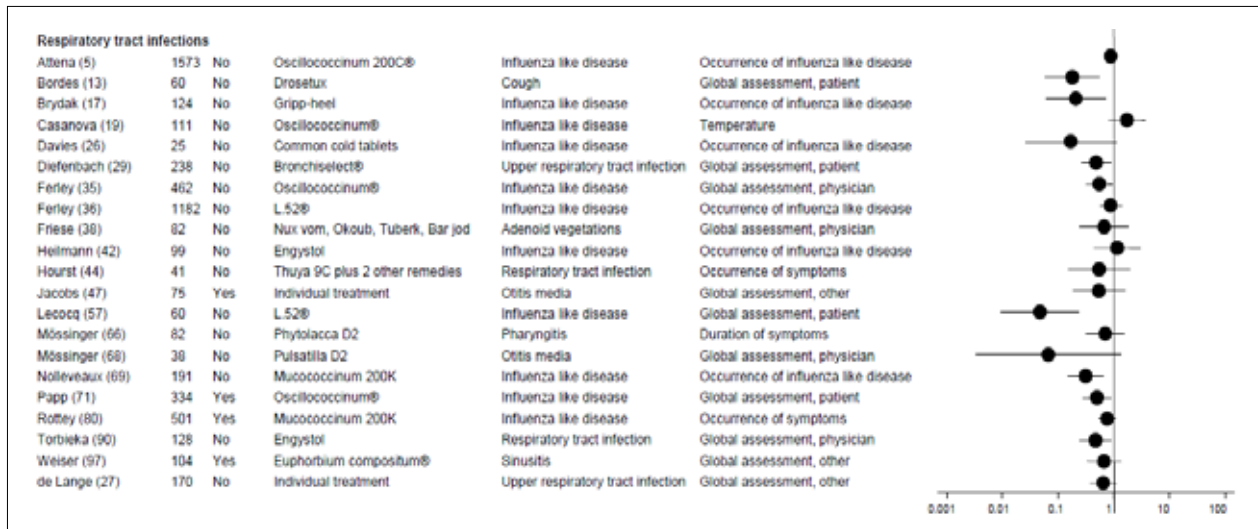 Respiratory tract infections
Attena (5) 1573 No Oscillococcinum 200C® Influenza like disease Occurrence of influenza like disease
Bordes (13) 60 No Drosetux Cough Global assessment, patient
Brydak (17) 124 No Gripp-heel Influenza like disease Occurrence of influenza like disease
Casanova (19) 111 No Oscillococcinum® Influenza like disease Temperature
Davies (26) 25 No Common cold tablets Influenza like disease Occurrence of influenza like disease
Diefenbach (29) 238 No Bronchiselect® Upper respiratory tract infection Global assessment, patient
Ferley (35) 462 No Oscillococcinum® Influenza like disease Global assessment, physician
Ferley (36) 1182 No L.52® Influenza like disease Occurrence of influenza like disease
Friese (38) 82 No Nux vom, Okoub, Tuberk, Bar jod Adenoid vegetations Global assessment, physician
Heilmann (42) 99 No Engystol Influenza like disease Occurrence of influenza like disease
Hourst (44) 41 No Thuya 9C plus 2 other remedies Respiratory tract infection Occurrence of symptoms
Jacobs (47) 75 Yes Individual treatment Otitis media Global assessment, other
Lecocq (57) 60 No L.52® Influenza like disease Global assessment, patient
Mössinger (66) 82 No Phytolacca D2 Pharyngitis Duration of symptoms
Mössinger (68) 38 No Pulsatilla D2 Otitis media Global assessment, physician
Nolleveaux (69) 191 No Mucococcinum 200K Influenza like disease Occurrence of influenza like disease
Papp (71) 334 Yes Oscillococcinum® Influenza like disease Global assessment, patient
Rottey (80) 501 Yes Mucococcinum 200K Influenza like disease Occurrence of symptoms
Torbieka (90) 128 No Engystol Respiratory tract infection Global assessment, physician
Weiser (97) 104 Yes Euphorbium compositum® Sinusitis Global assessment, other
de Lange (27) 170 No Individual treatment Upper respiratory tract infection Global assessment, other
0.001 0.01 0.1 1 10 100